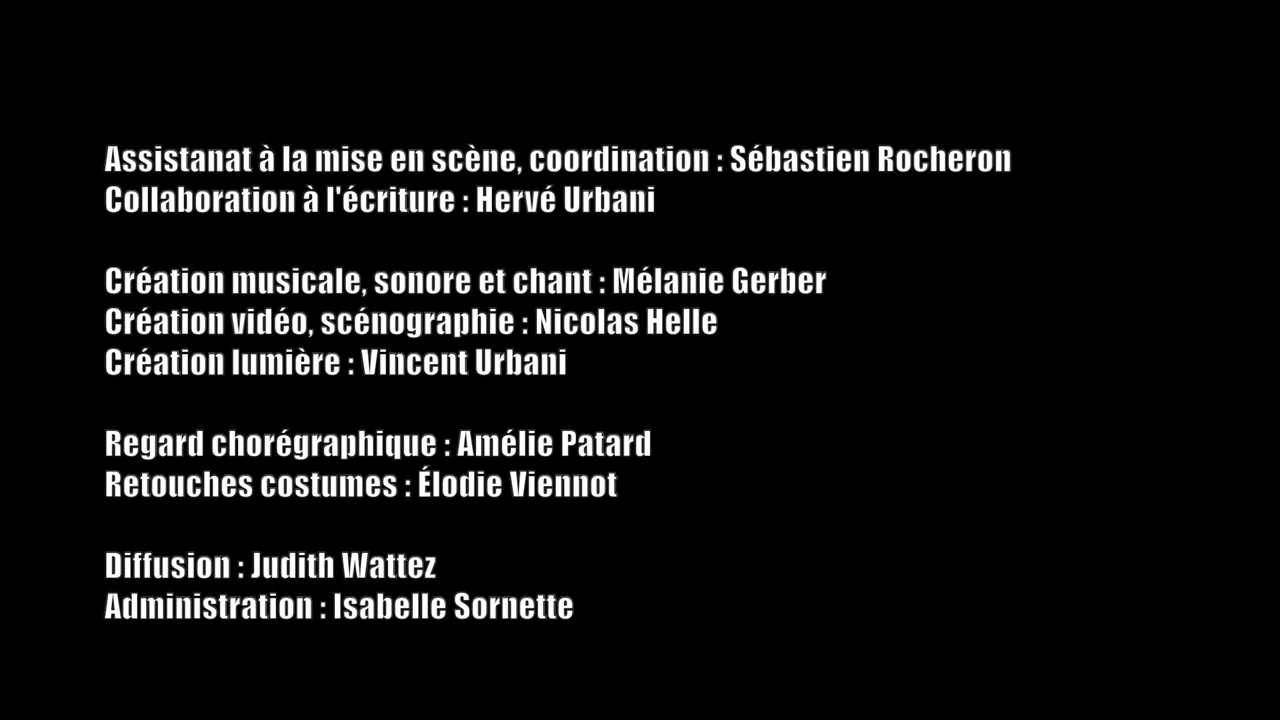 Assistanat à la mise en scène, coordination : Sébastien Rocheron
Collaboration à l'écriture : Hervé Urbani
Création musicale, sonore et chant : Mélanie Gerber
Création vidéo, scénographie : Nicolas Helle
Création lumière : Vincent Urbani
Regard chorégraphique : Amélie Patard
Retouches costumes : Élodie Viennot
Diffusion : Judith Wattez
Administration : Isabelle Sornette